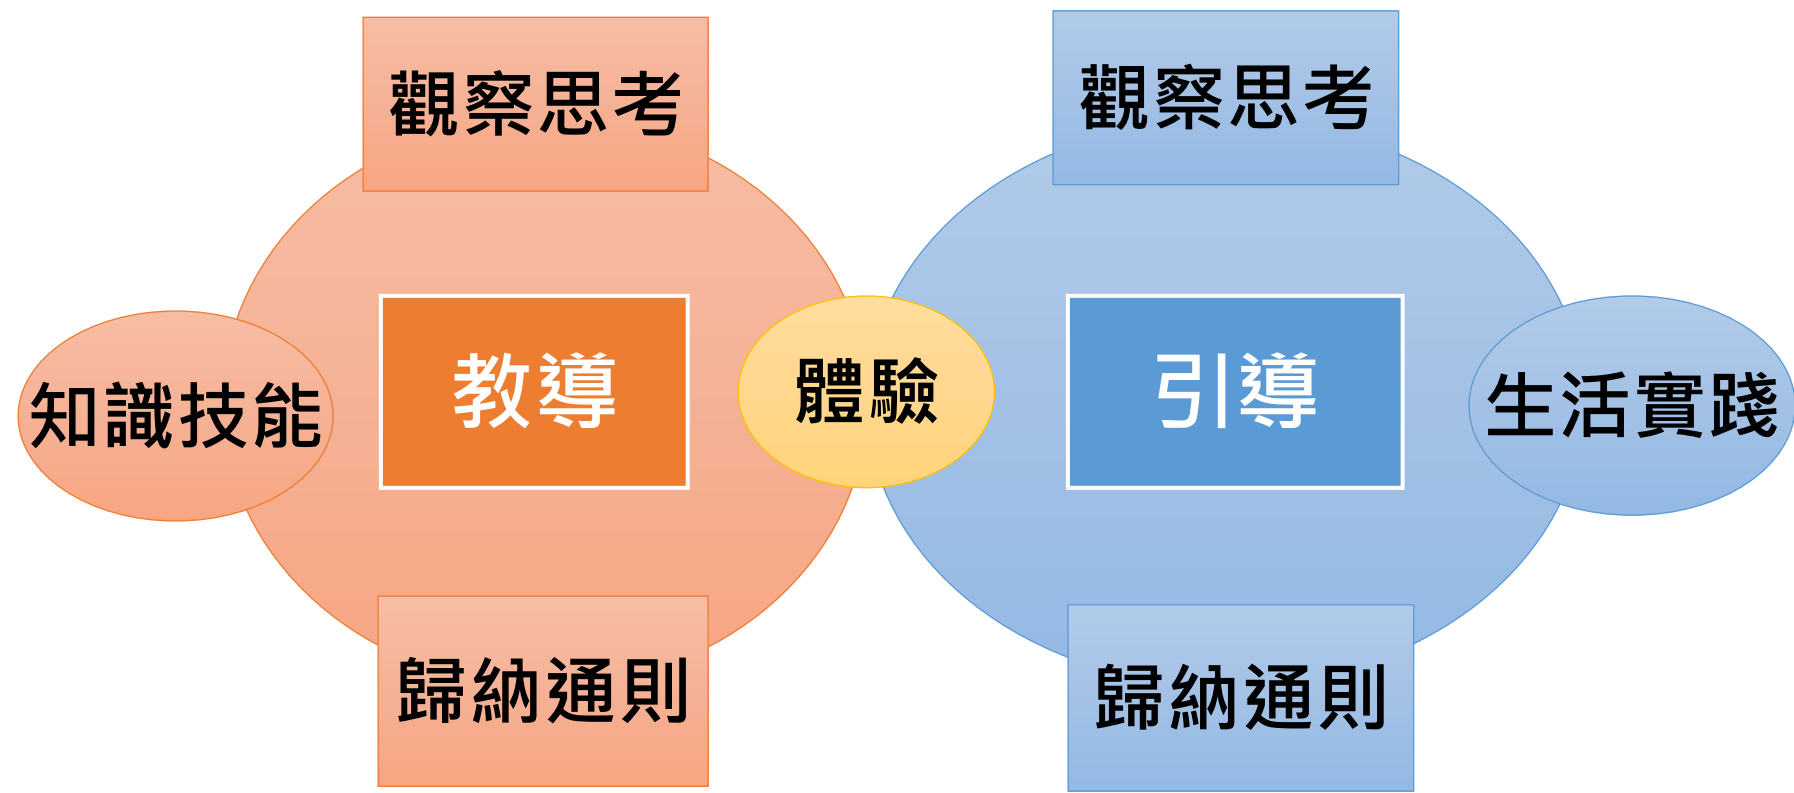 觀察思考
觀察思考
知識技能
教導
體驗
引導
生活實踐
歸納通則
歸納通則